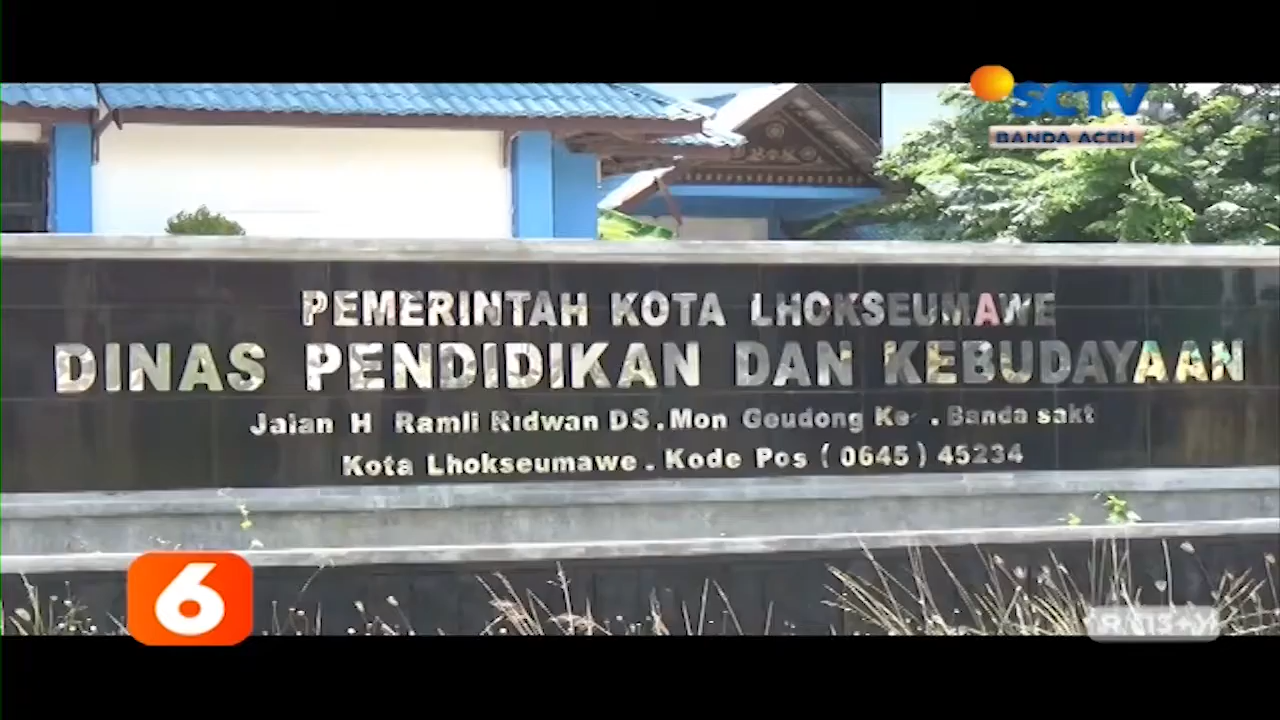 SCTV
BANDA ACEH
PEMERINTAH KOTA LHOKSEUMAWE
DINAS PENDIDIKAN DAN KEBUDAYAAN
Jalan H Ramli Ridwan DS.Mon Geudong Ke . Banda sakt
Kota Lhokseumawe. Kode Pos (0645) 45234
6